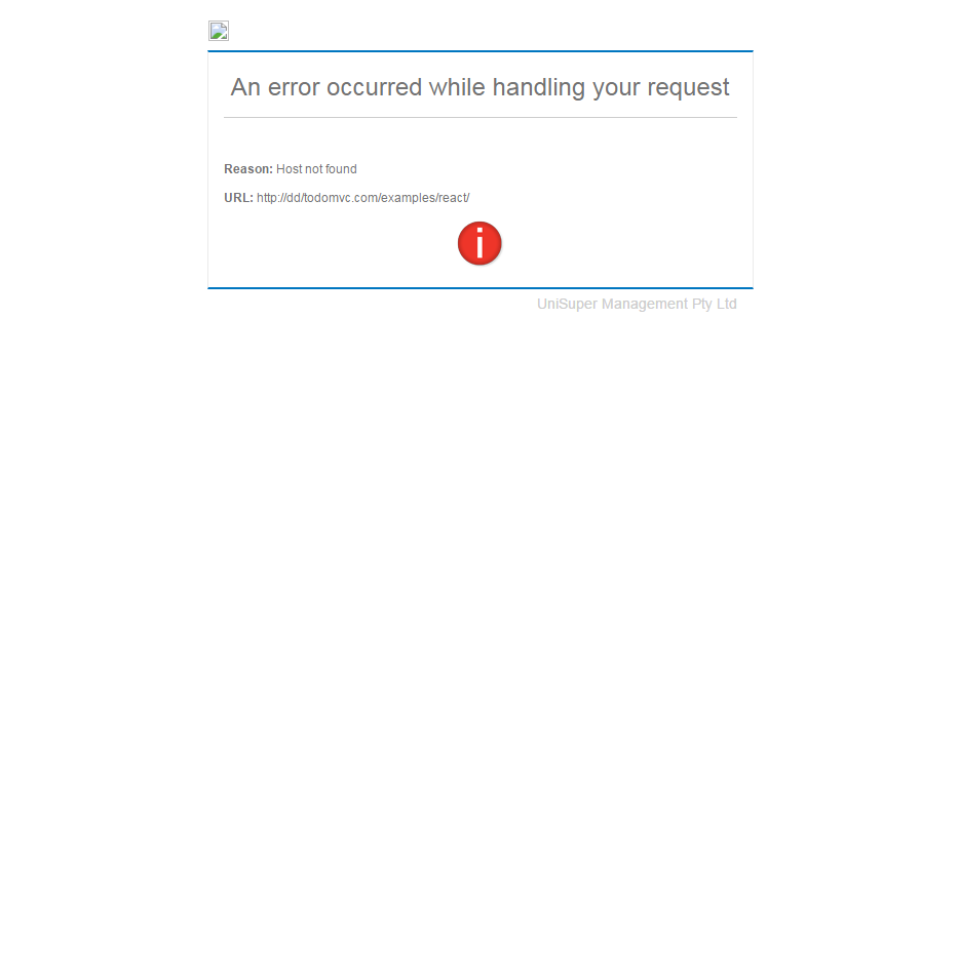 An error occurred while handling your request
Reason: Host not found
URL: http://dd/todomvc.com/examples/react/
i
UniSuper Management Pty Ltd